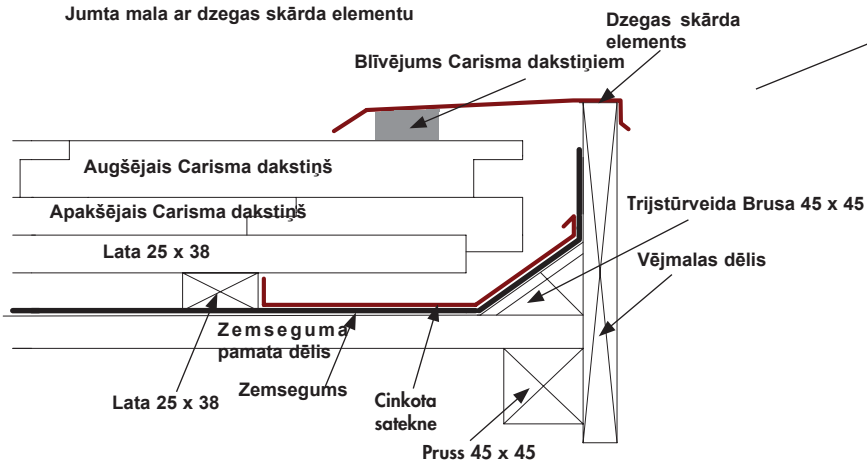 Jumta mala ar dzegas skārda elementu
Dzegas skārda
elements
Blīvējums Carisma dakstiņiem
Augšējais Carisma dakstiņš
Apakšējais Carisma dakstiņš
Trijstūrveida Brusa 45 x 45
Lata 25 x 38
Vējmalas dēlis
Zemseguma
pamata dēlis
Zemsegums
Lata 25 x 38
Cinkota
satekne
Pruss 45 x 45